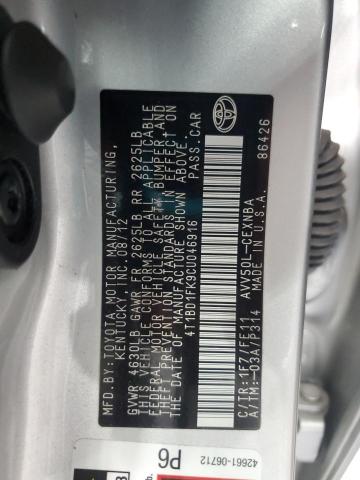 MFD.BY:TOYOTA MOTOR MANUFACTURING,
KENTUCKY, INC. 08/12
GVWR 4630LB GAWR FR 2625LB RR 2625LB
THIS VEHICLE CONFORMS TO ALL APPLICABLE
FEDERAL MOTOR VEHICLE SAFETY, BUMPER AND
THEFT PREVENTION STANDARDS IN EFFECT ON
THE DATE OF MANUFACTURE SHOWN ABOVE.
4T1BD1FK9CU046916 PASS.CAR
C/TR:1F7/FE11 AVV50L-CEXNBA
A/TM:-03A/P314 MADE IN U.S.A.
86426
42661-06712
P6